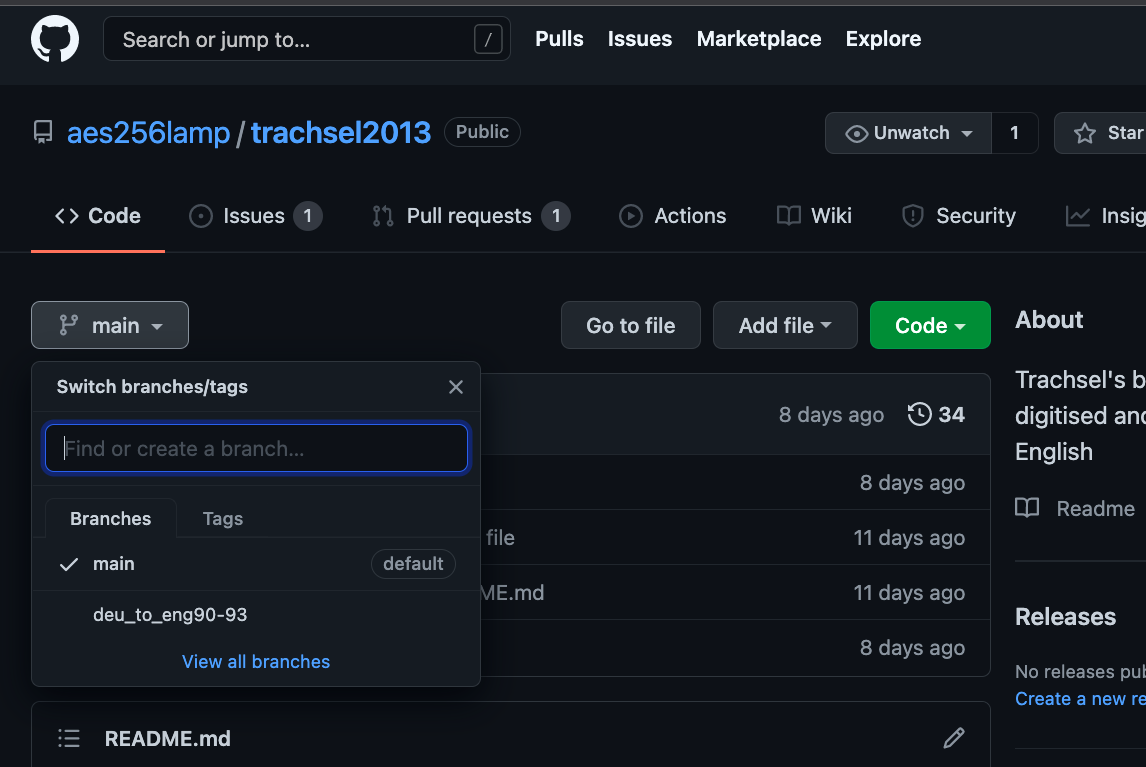 Search or jump to... /
Pulls
Issues
Marketplace
Explore
aes256lamp / trachsel2013
Public
Unwatch
1
Star
Code
Issues 1
Pull requests 1
Actions
Wiki
Security
Insig
main
Go to file
Add file
Code
About
Switch branches/tags
Find or create a branch...
Branches
Tags
main
default
deu_to_eng90-93
View all branches
8 days ago
34
8 days ago
file
11 days ago
ME.md
11 days ago
8 days ago
Trachsel's b
digitised and
English
Readme
Releases
No releases pub
Create a new re
README.md